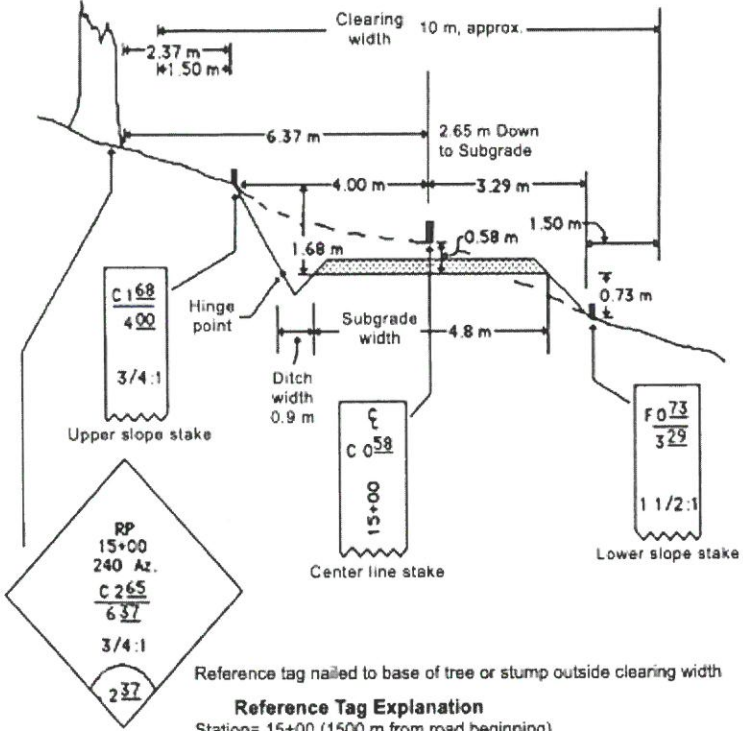 Clearing
width
10 m, approx.
2.37 m
1.50 m
6.37 m
2.65 m Down
to Subgrade
4.00 m
3.29 m
1.50 m
0.58 m
1.68 m
0.73 m
Hinge
point
Subgrade
width
4.8 m
Ditch
width
0.9 m
C 1 68
4 00
3/4:1
Upper slope stake
℄
C 0 58
15+00
Center line stake
F 0 73
3 29
1 1/2:1
Lower slope stake
RP
15+00
240 Az.
C 2 65
6 37
3/4:1
2 37
Reference tag nailed to base of tree or stump outside clearing width
Reference Tag Explanation
Station= 15+00 (1500 m from road beginning)